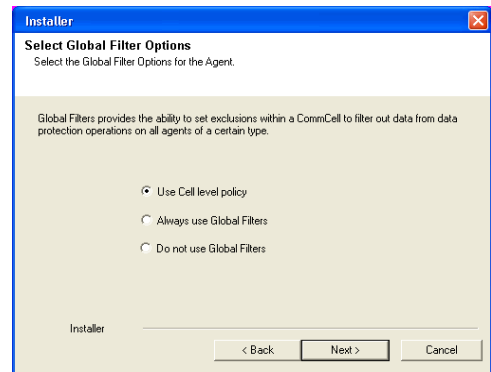 Installer
Select Global Filter Options
Select the Global Filter Options for the Agent.
Global Filters provides the ability to set exclusions within a CommCell to filter out data from data
protection operations on all agents of a certain type.
Use Cell level policy
Always use Global Filters
Do not use Global Filters
Installer
< Back Next > Cancel